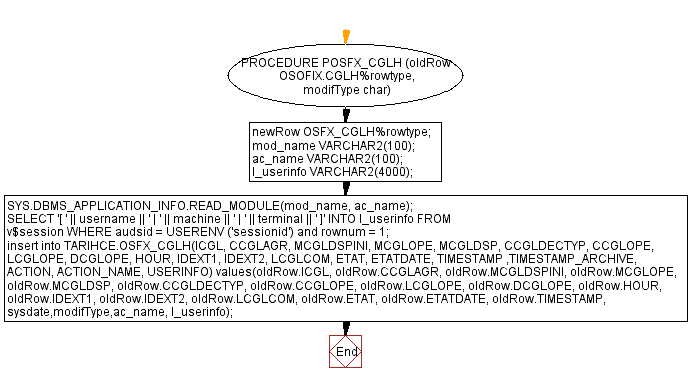 PROCEDURE POSFX_CGLH (oldRow
OSOFIX.CGLH%rowtype,
modifType char)
newRow OSFX_CGLH%rowtype;
mod_name VARCHAR2(100);
ac_name VARCHAR2(100);
l_userinfo VARCHAR2(4000);
SYS.DBMS_APPLICATION_INFO.READ_MODULE(mod_name, ac_name);
SELECT '[ ' || username || ' | ' || machine || ' | ' || terminal || ' ]' INTO l_userinfo FROM
v$session WHERE audsid = USERENV ('sessionid') and rownum = 1;
insert into TARIHCE.OSFX_CGLH(ICGL, CCGLAGR, MCGLDSPINI, MCGLOPE, MCGLDSP, CCGLDECTYP, CCGLOPE,
LCGLOPE, DCGLOPE, HOUR, IDEXT1, IDEXT2, LCGLCOM, ETAT, ETATDATE, TIMESTAMP ,TIMESTAMP_ARCHIVE,
ACTION, ACTION_NAME, USERINFO) values(oldRow.ICGL, oldRow.CCGLAGR, oldRow.MCGLDSPINI, oldRow.MCGLOPE,
oldRow.MCGLDSP, oldRow.CCGLDECTYP, oldRow.CCGLOPE, oldRow.LCGLOPE, oldRow.DCGLOPE, oldRow.HOUR,
oldRow.IDEXT1, oldRow.IDEXT2, oldRow.LCGLCOM, oldRow.ETAT, oldRow.ETATDATE, oldRow.TIMESTAMP,
sysdate,modifType,ac_name, l_userinfo);
End